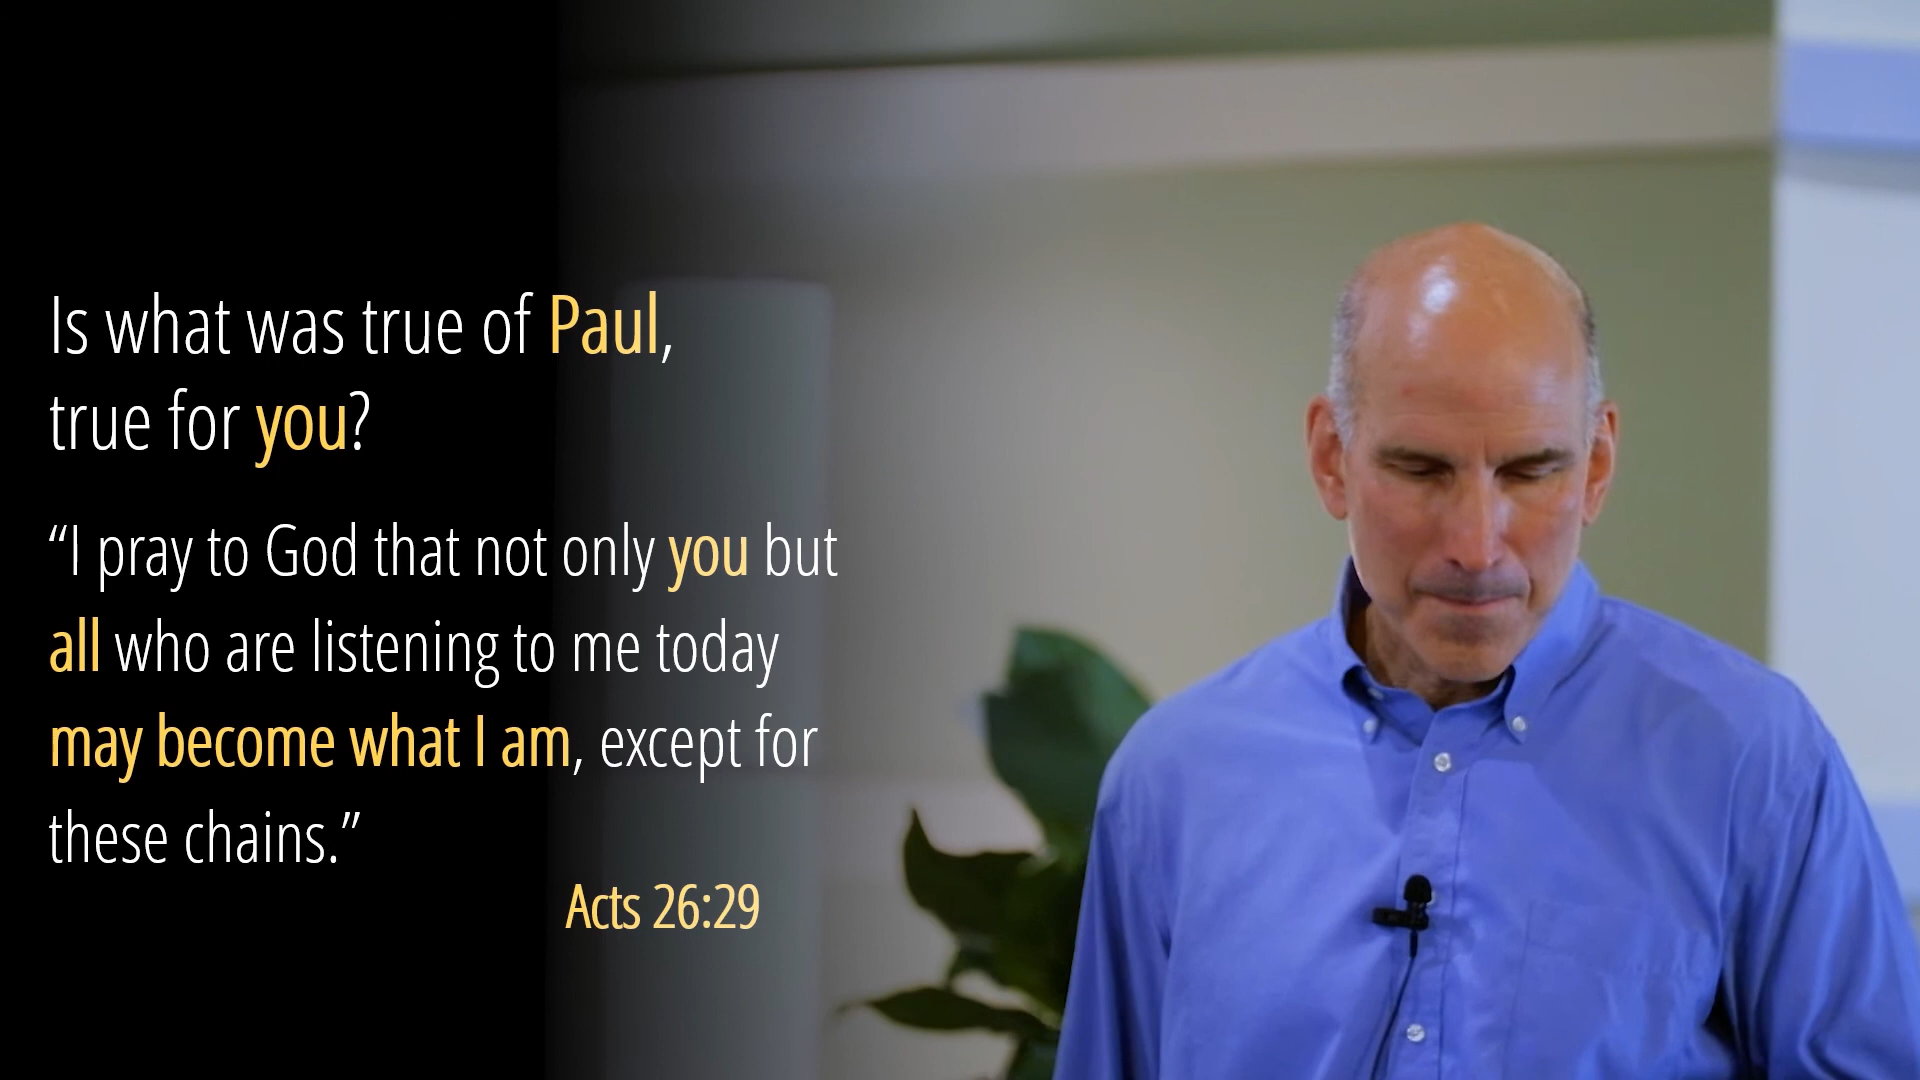 Is what was true of Paul,
true for you?
“I pray to God that not only you but
all who are listening to me today
may become what I am, except for
these chains.”
Acts 26:29